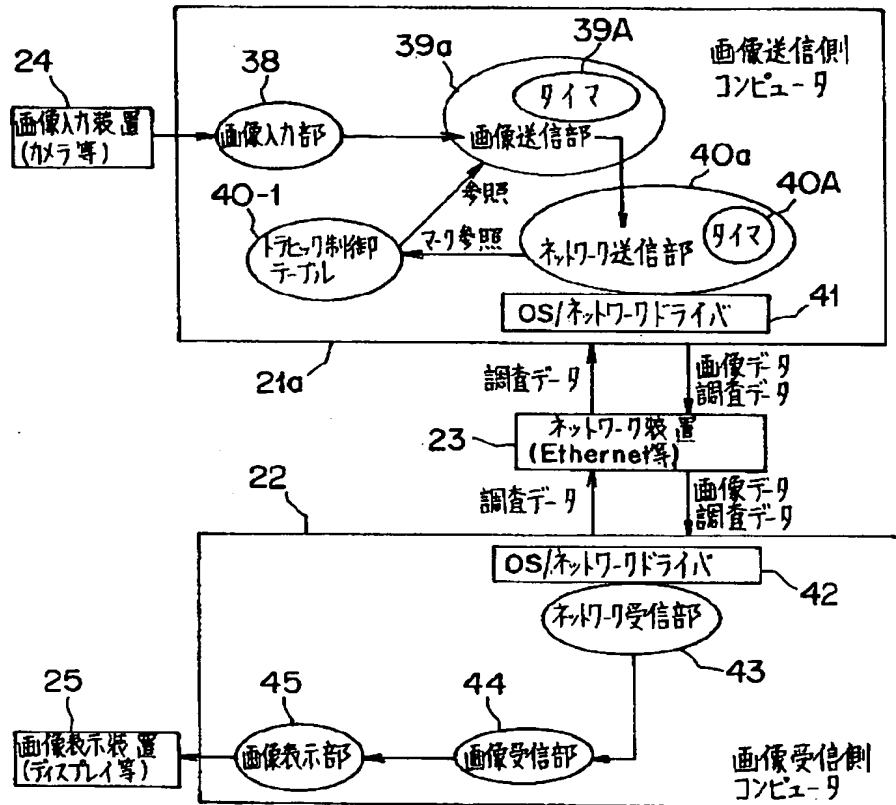 39A
39a
画像送信側
コンピュータ
24
38
タイマ
画像入力装置
(カメラ等)
画像入力部
画像送信部
40a
40A
40-1
参照
タイマ
トラヒック制御
テーブル
マーク参照
ネットワーク送信部
OS/ネットワークドライバ
41
21a
調査データ
画像データ
調査データ
23
ネットワーク装置
(Ethernet等)
22
調査データ
画像データ
調査データ
OS/ネットワークドライバ
42
ネットワーク受信部
43
25
45
44
画像表示装置
(ディスプレイ等)
画像表示部
画像受信部
画像受信側
コンピュータ